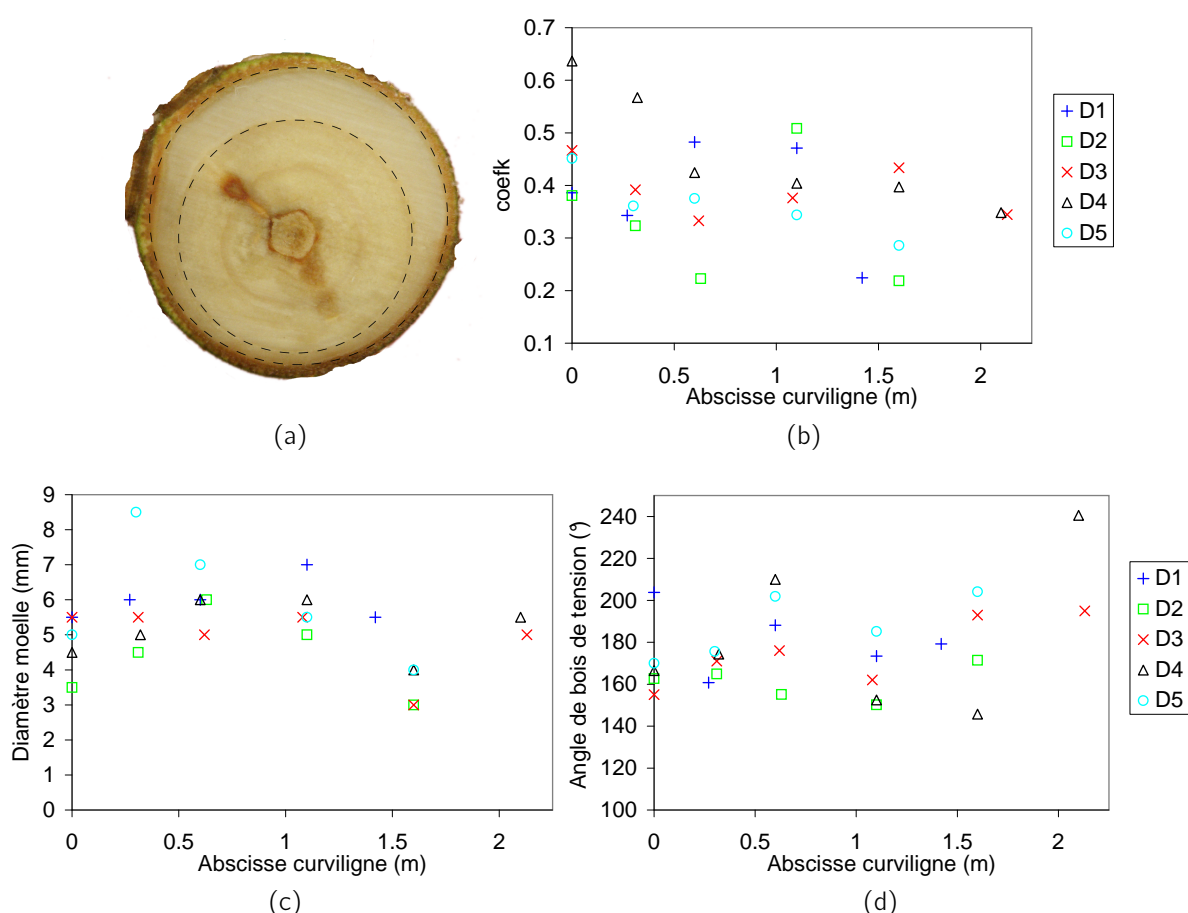 0.7
0.6
0.5
0.4
0.3
0.2
0.1
coefk
0 0.5 1 1.5 2
Abscisse curviligne (m)
D1
D2
D3
D4
D5
(a)
(b)
9
8
7
6
5
4
3
2
1
0
Diamètre moelle (mm)
0 0.5 1 1.5 2
Abscisse curviligne (m)
(c)
240
220
200
180
160
140
120
100
Angle de bois de tension (°)
0 0.5 1 1.5 2
Abscisse curviligne (m)
D1
D2
D3
D4
D5
(d)